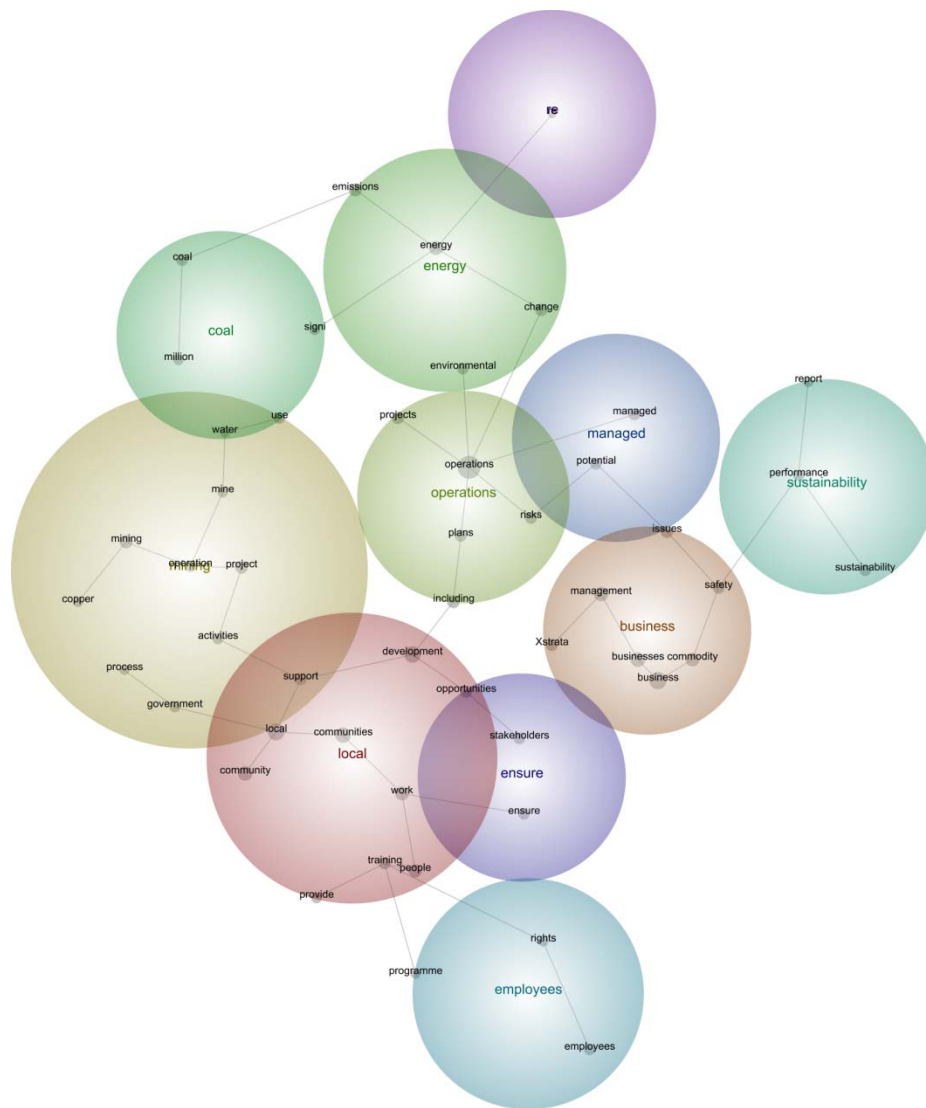 re
emissions
energy
energy
coal
change
signi
coal
million
environmental
report
projects
managed
use
water
managed
operations
potential
performance
sustainability
operations
mine
risks
issues
plans
mining
operation
mining
project
sustainability
safety
management
copper
including
business
activities
Xstrata
development
businesses commodity
process
support
business
opportunities
government
local
communities
stakeholders
local
community
ensure
work
ensure
training
people
provide
rights
programme
employees
employees